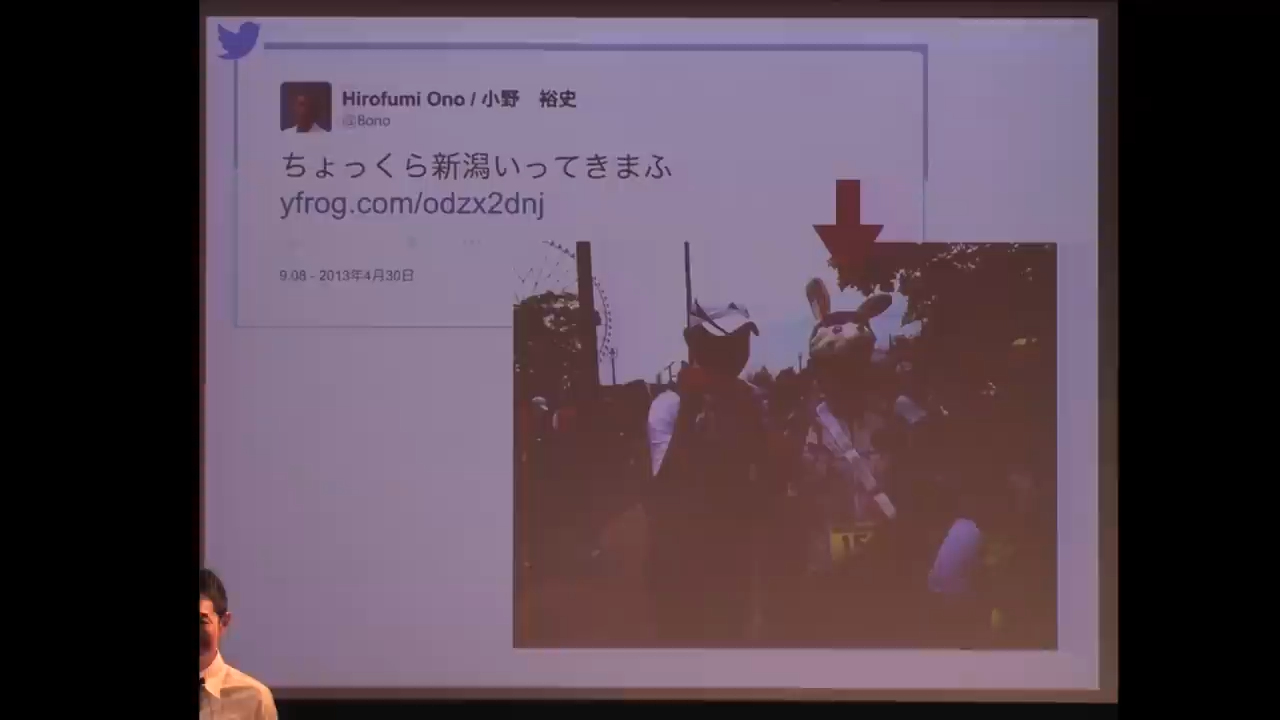 Hirofumi Ono / 小野　裕史
@Bono
ちょっくら新潟いってきまふ
yfrog.com/odzx2dnj
9:08 - 2013年4月30日